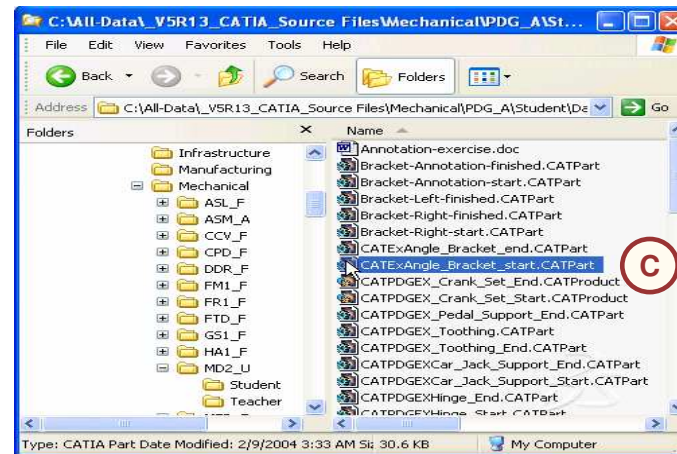 C:\All-Data\_V5R13_CATIA_Source Files\Mechanical\PDG_A\St...
File Edit View Favorites Tools Help
Back Search Folders
Address C:\All-Data\_V5R13_CATIA_Source Files\Mechanical\PDG_A\Student\Da Go
Folders
Infrastructure
Manufacturing
Mechanical
ASL_F
ASM_A
CCV_F
CPD_F
DDR_F
FM1_F
FR1_F
FTD_F
GS1_F
HA1_F
MD2_U
Student
Teacher
Name
Annotation-exercise.doc
Bracket-Annotation-finished.CATPart
Bracket-Annotation-start.CATPart
Bracket-Left-finished.CATPart
Bracket-Right-finished.CATPart
Bracket-Right-start.CATPart
CATExAngle_Bracket_end.CATPart
CATExAngle_Bracket_start.CATPart
CATPDGEX_Crank_Set_End.CATProduct
CATPDGEX_Crank_Set_Start.CATProduct
CATPDGEX_Pedal_Support_End.CATPart
CATPDGEX_Toothing.CATPart
CATPDGEX_Toothing_End.CATPart
CATPDGEXCar_Jack_Support_End.CATPart
CATPDGEXCar_Jack_Support_Start.CATPart
CATPDGEXHinge_End.CATPart
CATPDGEXHinge_Start.CATPart
C
Type: CATIA Part Date Modified: 2/9/2004 3:33 AM Siz 30.6 KB My Computer